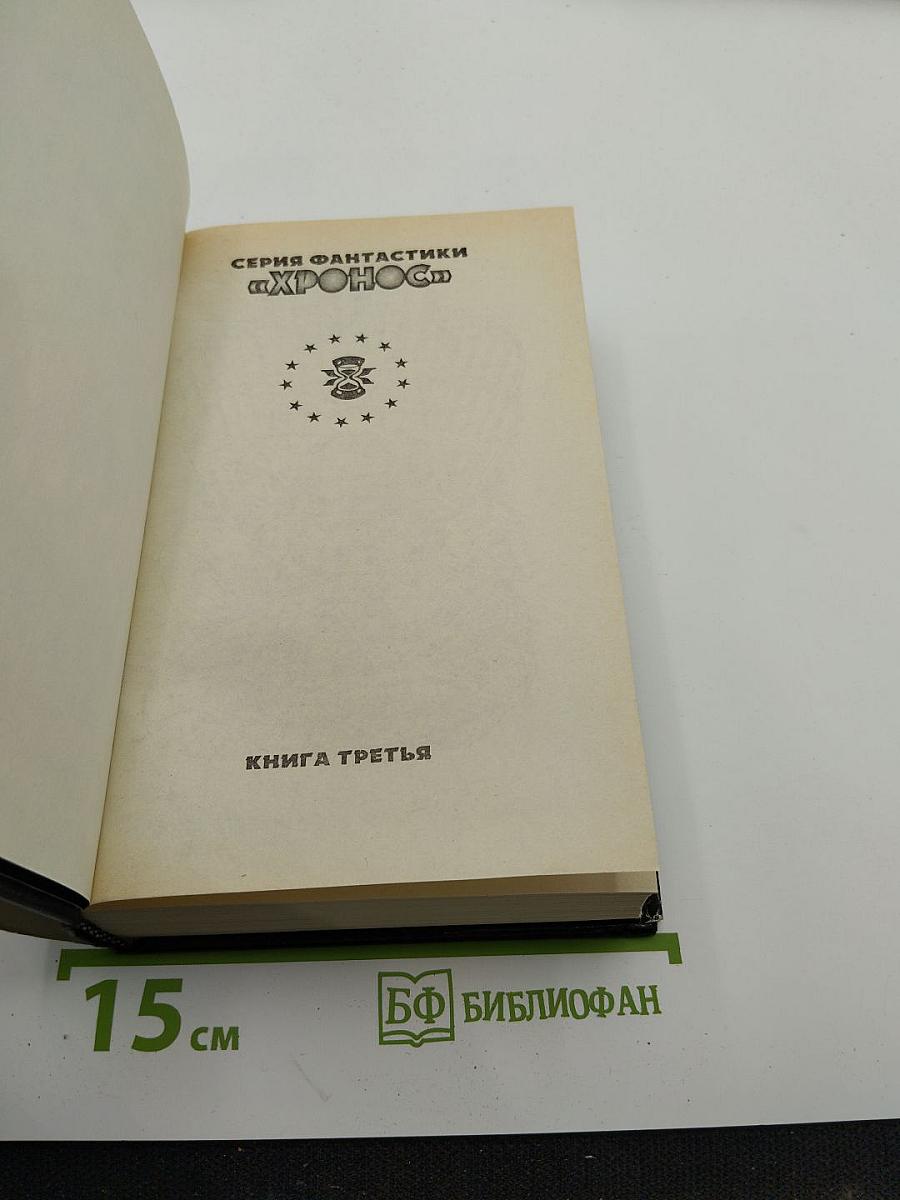 СЕРИЯ ФАНТАСТИКИ
«ХРОНОС»
КНИГА ТРЕТЬЯ
15 см
БФ БИБЛИОФАН